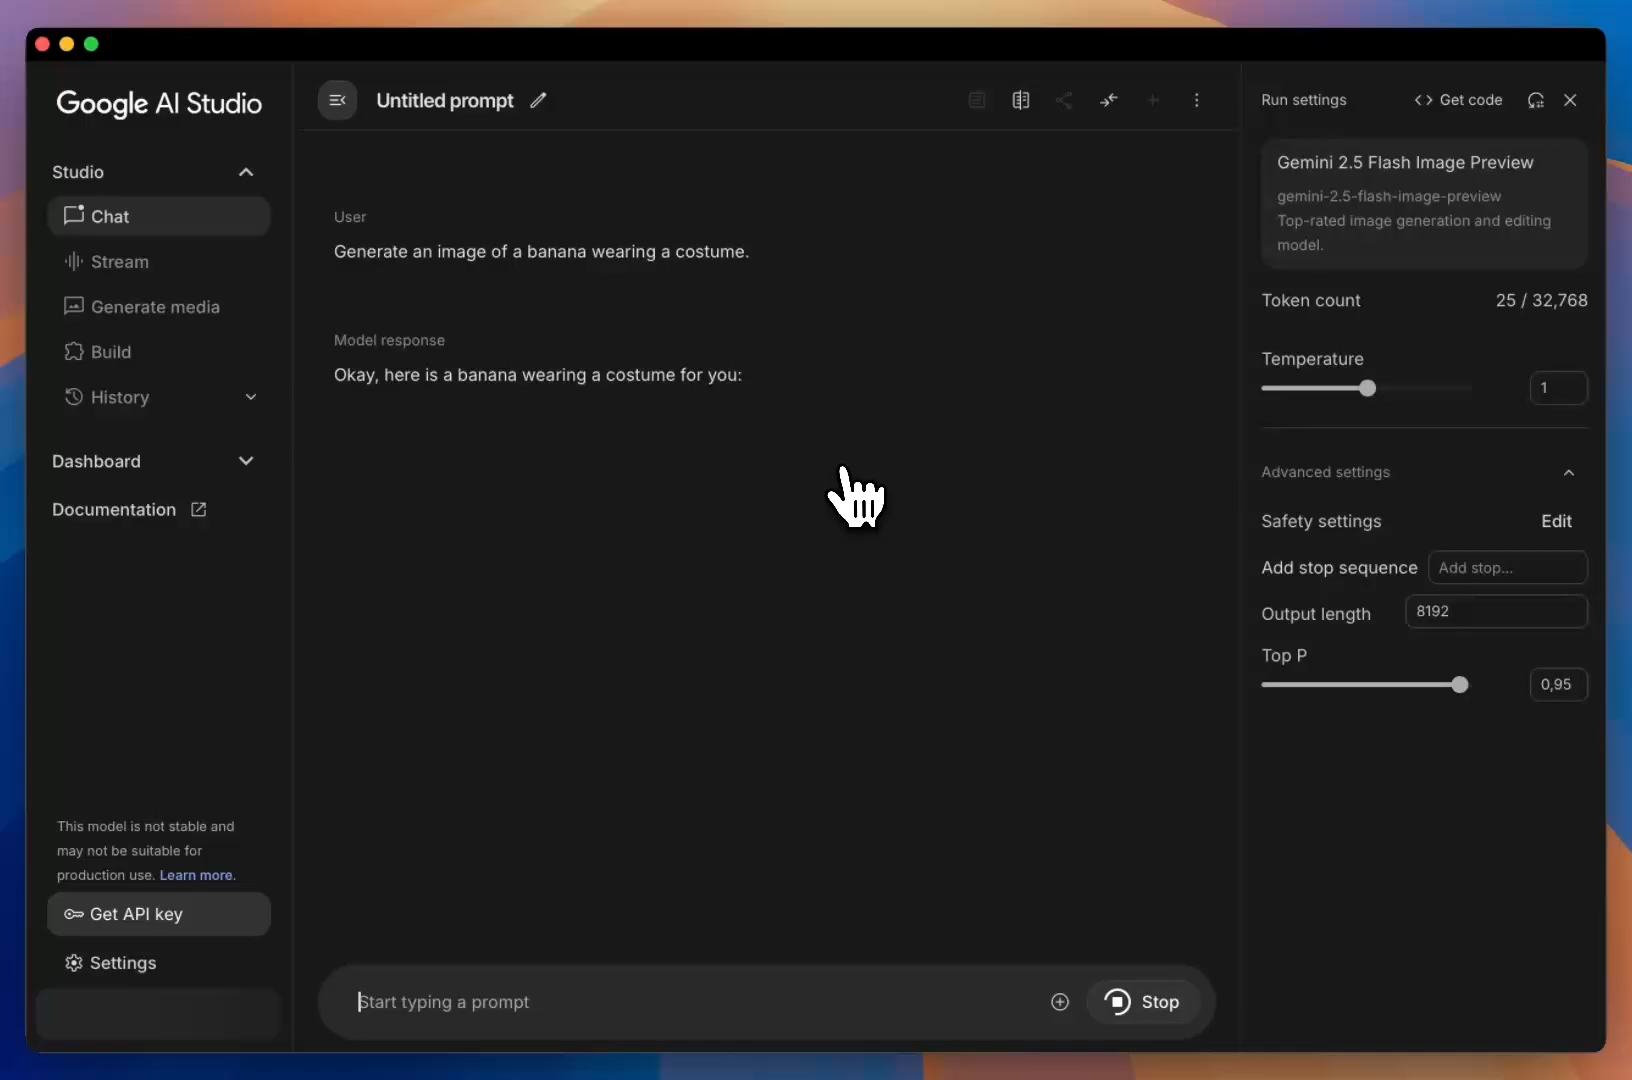 Google AI Studio
Studio
Chat
Stream
Generate media
Build
History
Dashboard
Documentation
This model is not stable and
may not be suitable for
production use. Learn more.
Get API key
Settings
Untitled prompt
User
Generate an image of a banana wearing a costume.
Model response
Okay, here is a banana wearing a costume for you:
Start typing a prompt
Stop
Run settings
Get code
Gemini 2.5 Flash Image Preview
gemini-2.5-flash-image-preview
Top-rated image generation and editing
model.
Token count 25 / 32,768
Temperature
1
Advanced settings
Safety settings Edit
Add stop sequence Add stop...
Output length 8192
Top P
0,95